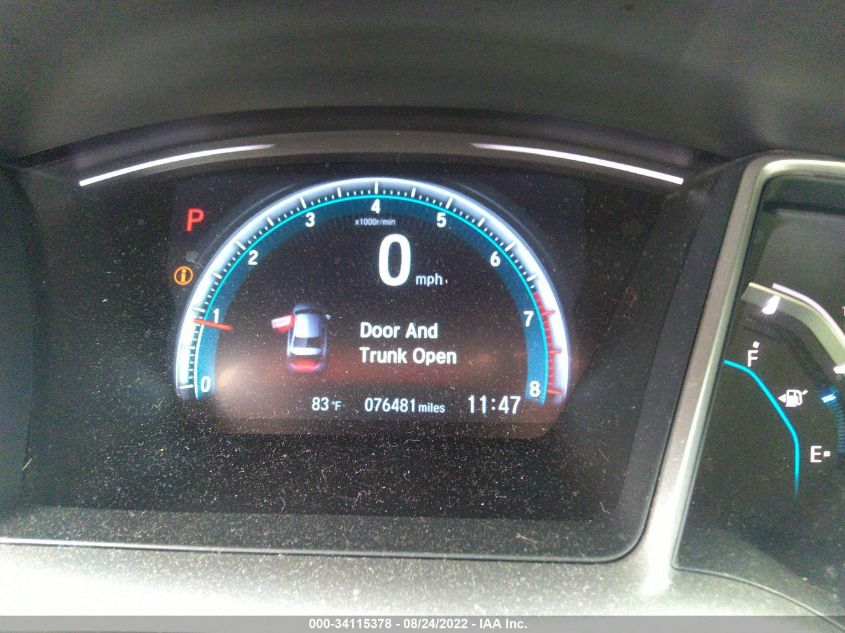 P
0 1 2 3 4 5 6 7 8
x1000r/min
0 mph
Door And
Trunk Open
83°F 076481 miles 11:47
F
E
000-34115378 - 08/24/2022 - IAA Inc.